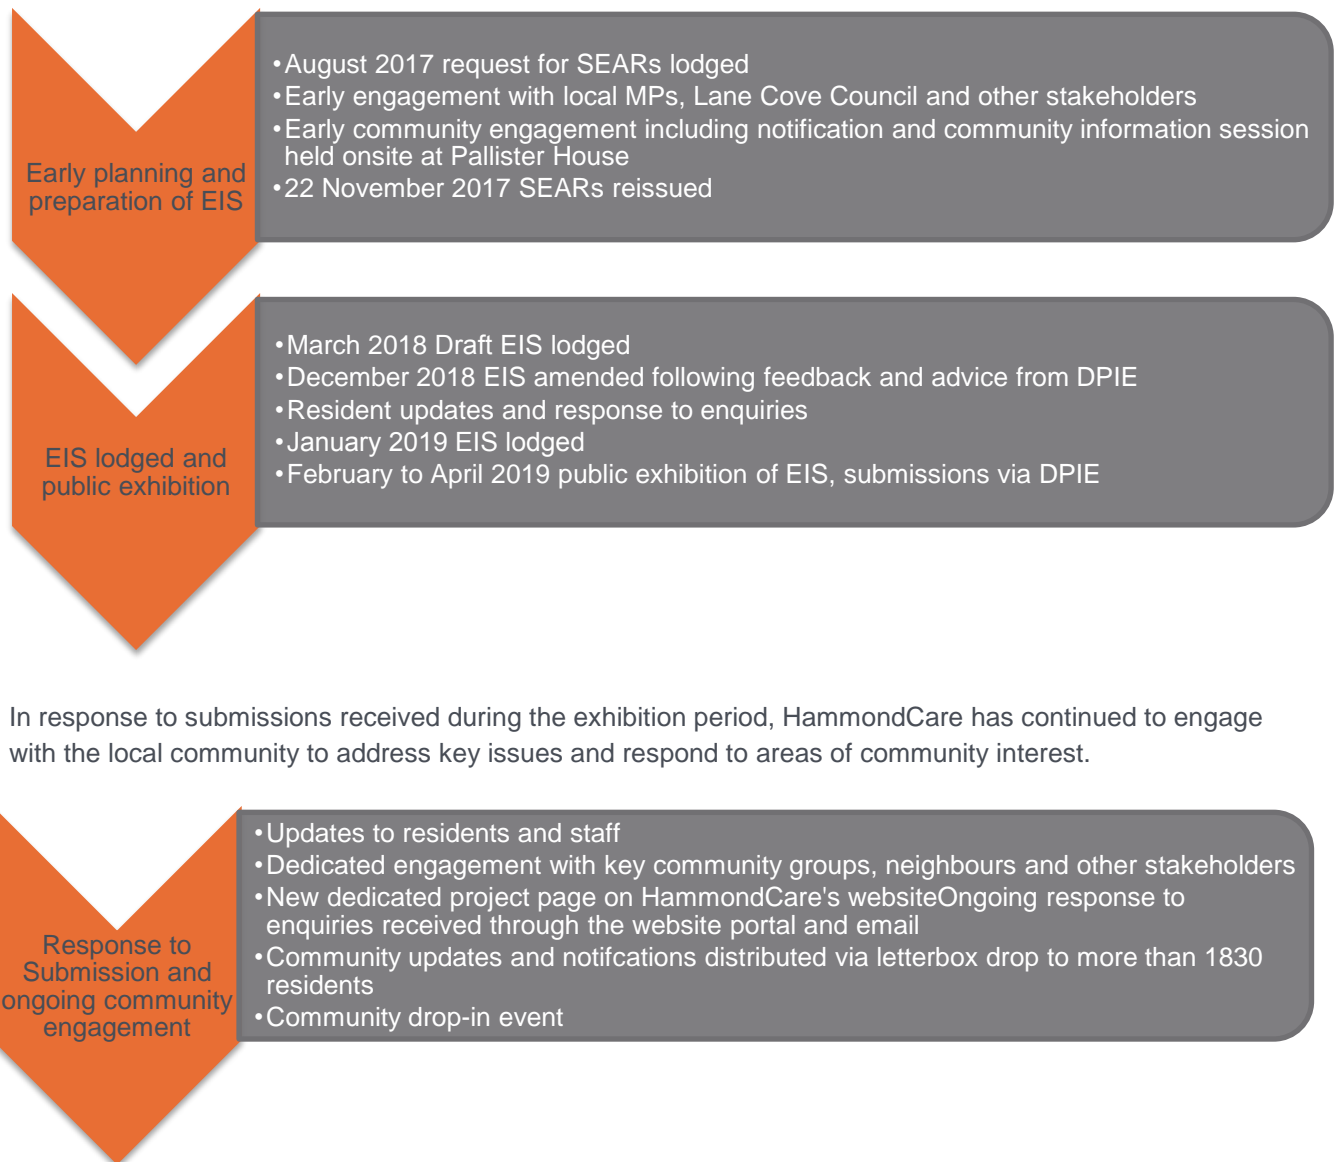 Early planning and
preparation of EIS
•August 2017 request for SEARs lodged
•Early engagement with local MPs, Lane Cove Council and other stakeholders
•Early community engagement including notification and community information session
held onsite at Pallister House
•22 November 2017 SEARs reissued
EIS lodged and
public exhibition
•March 2018 Draft EIS lodged
•December 2018 EIS amended following feedback and advice from DPIE
•Resident updates and response to enquiries
•January 2019 EIS lodged
•February to April 2019 public exhibition of EIS, submissions via DPIE
In response to submissions received during the exhibition period, HammondCare has continued to engage
with the local community to address key issues and respond to areas of community interest.
Response to
Submission and
ongoing community
engagement
•Updates to residents and staff
•Dedicated engagement with key community groups, neighbours and other stakeholders
•New dedicated project page on HammondCare's websiteOngoing response to
enquiries received through the website portal and email
•Community updates and notifcations distributed via letterbox drop to more than 1830
residents
•Community drop-in event